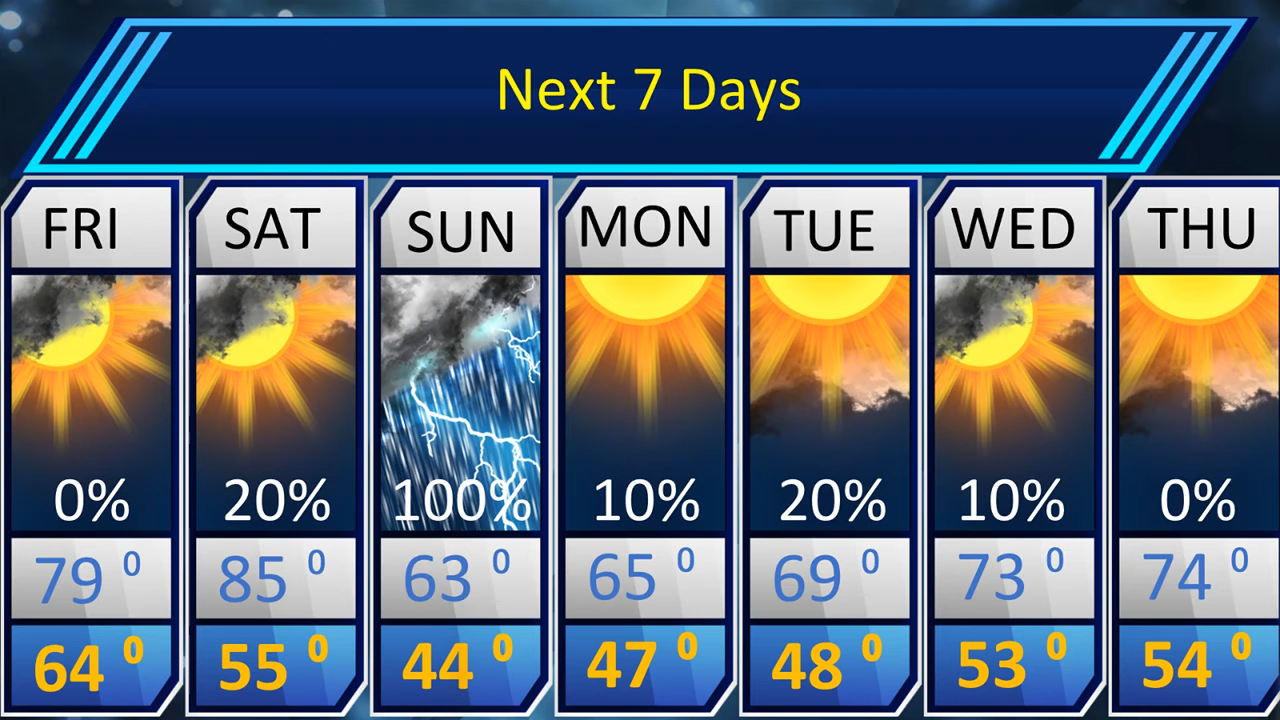 Next 7 Days
FRI SAT SUN MON TUE WED THU
0% 20% 100% 10% 20% 10% 0%
79 0 85 0 63 0 65 0 69 0 73 0 74 0
64 0 55 0 44 0 47 0 48 0 53 0 54 0